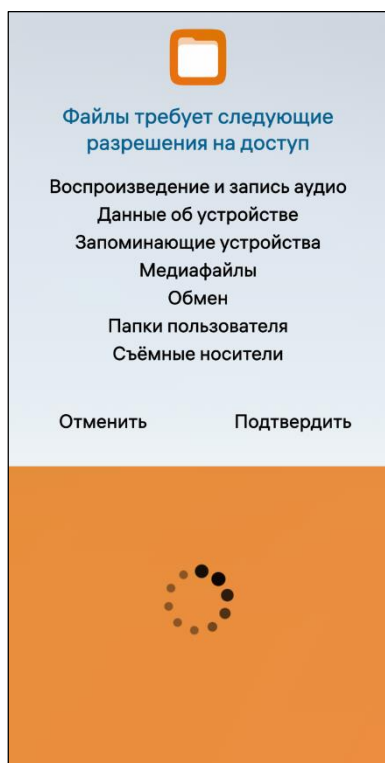 Файлы требует следующие
разрешения на доступ
Воспроизведение и запись аудио
Данные об устройстве
Запоминающие устройства
Медиафайлы
Обмен
Папки пользователя
Съёмные носители
Отменить Подтвердить